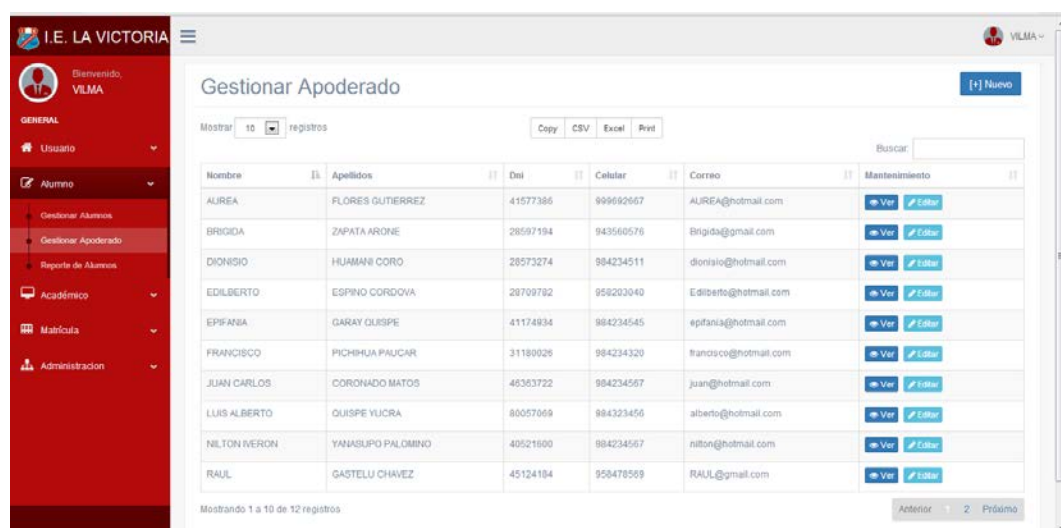 I.E. LA VICTORIA
VILMA
Bienvenido,
VILMA
GENERAL
Usuario
Alumno
Gestionar Alumnos
Gestionar Apoderado
Reporte de Alumnos
Académico
Matrícula
Administracion
Gestionar Apoderado
[+] Nuevo
Mostrar 10 registros
Copy CSV Excel Print
Buscar:
Nombre Apellidos Dni Celular Correo Mantenimiento
AUREA FLORES GUTIERREZ 41577386 999692667 AUREA@hotmail.com Ver Editar
BRIGIDA ZAPATA ARONE 28597194 943560576 Brigida@gmail.com Ver Editar
DIONISIO HUAMANI CORO 28573274 984234511 dionisio@hotmail.com Ver Editar
EDILBERTO ESPINO CORDOVA 28709782 958203040 Edilberto@hotmail.com Ver Editar
EPIFANIA GARAY QUISPE 41174934 984234545 epifania@hotmail.com Ver Editar
FRANCISCO PICHIHUA PAUCAR 31180026 984234320 francisco@hotmail.com Ver Editar
JUAN CARLOS CORONADO MATOS 46363722 984234567 juan@hotmail.com Ver Editar
LUIS ALBERTO QUISPE YUCRA 80057069 984323456 alberto@hotmail.com Ver Editar
NILTON IVERON YANASUPO PALOMINO 40521600 984234567 nilton@hotmail.com Ver Editar
RAUL GASTELU CHAVEZ 45124184 958478569 RAUL@gmail.com Ver Editar
Mostrando 1 a 10 de 12 registros
Anterior 1 2 Próximo